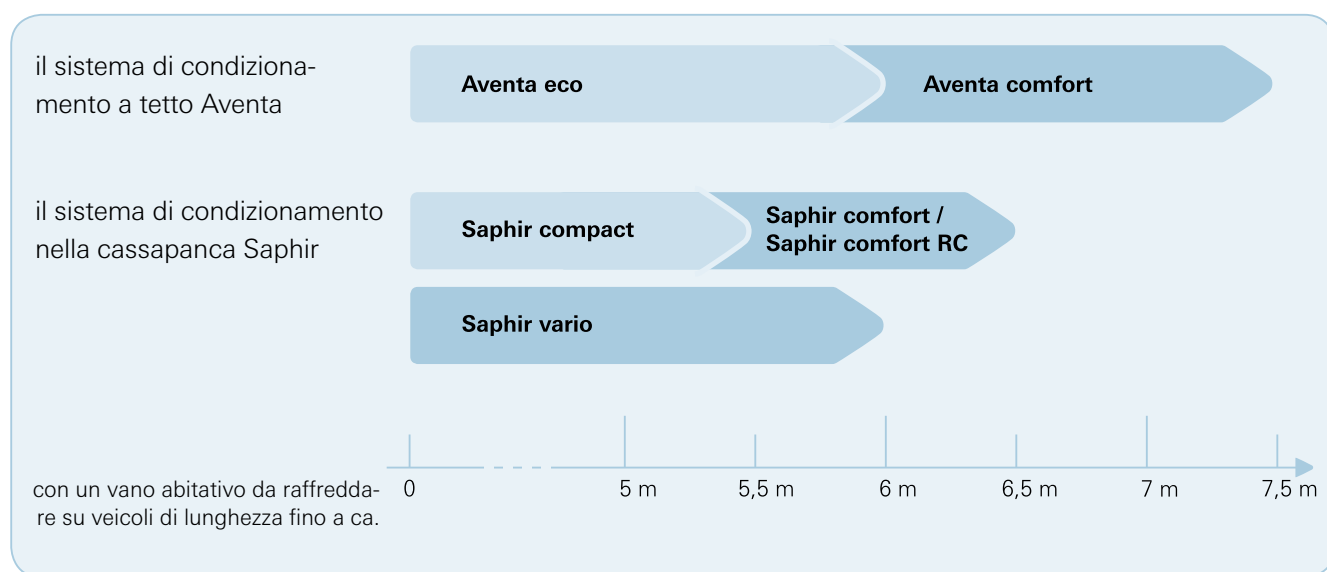 il sistema di condiziona-
mento a tetto Aventa
Aventa eco
Aventa comfort
il sistema di condizionamento
nella cassapanca Saphir
Saphir compact
Saphir comfort /
Saphir comfort RC
Saphir vario
con un vano abitativo da raffredda-
re su veicoli di lunghezza fino a ca.
0
5 m
5,5 m
6 m
6,5 m
7 m
7,5 m